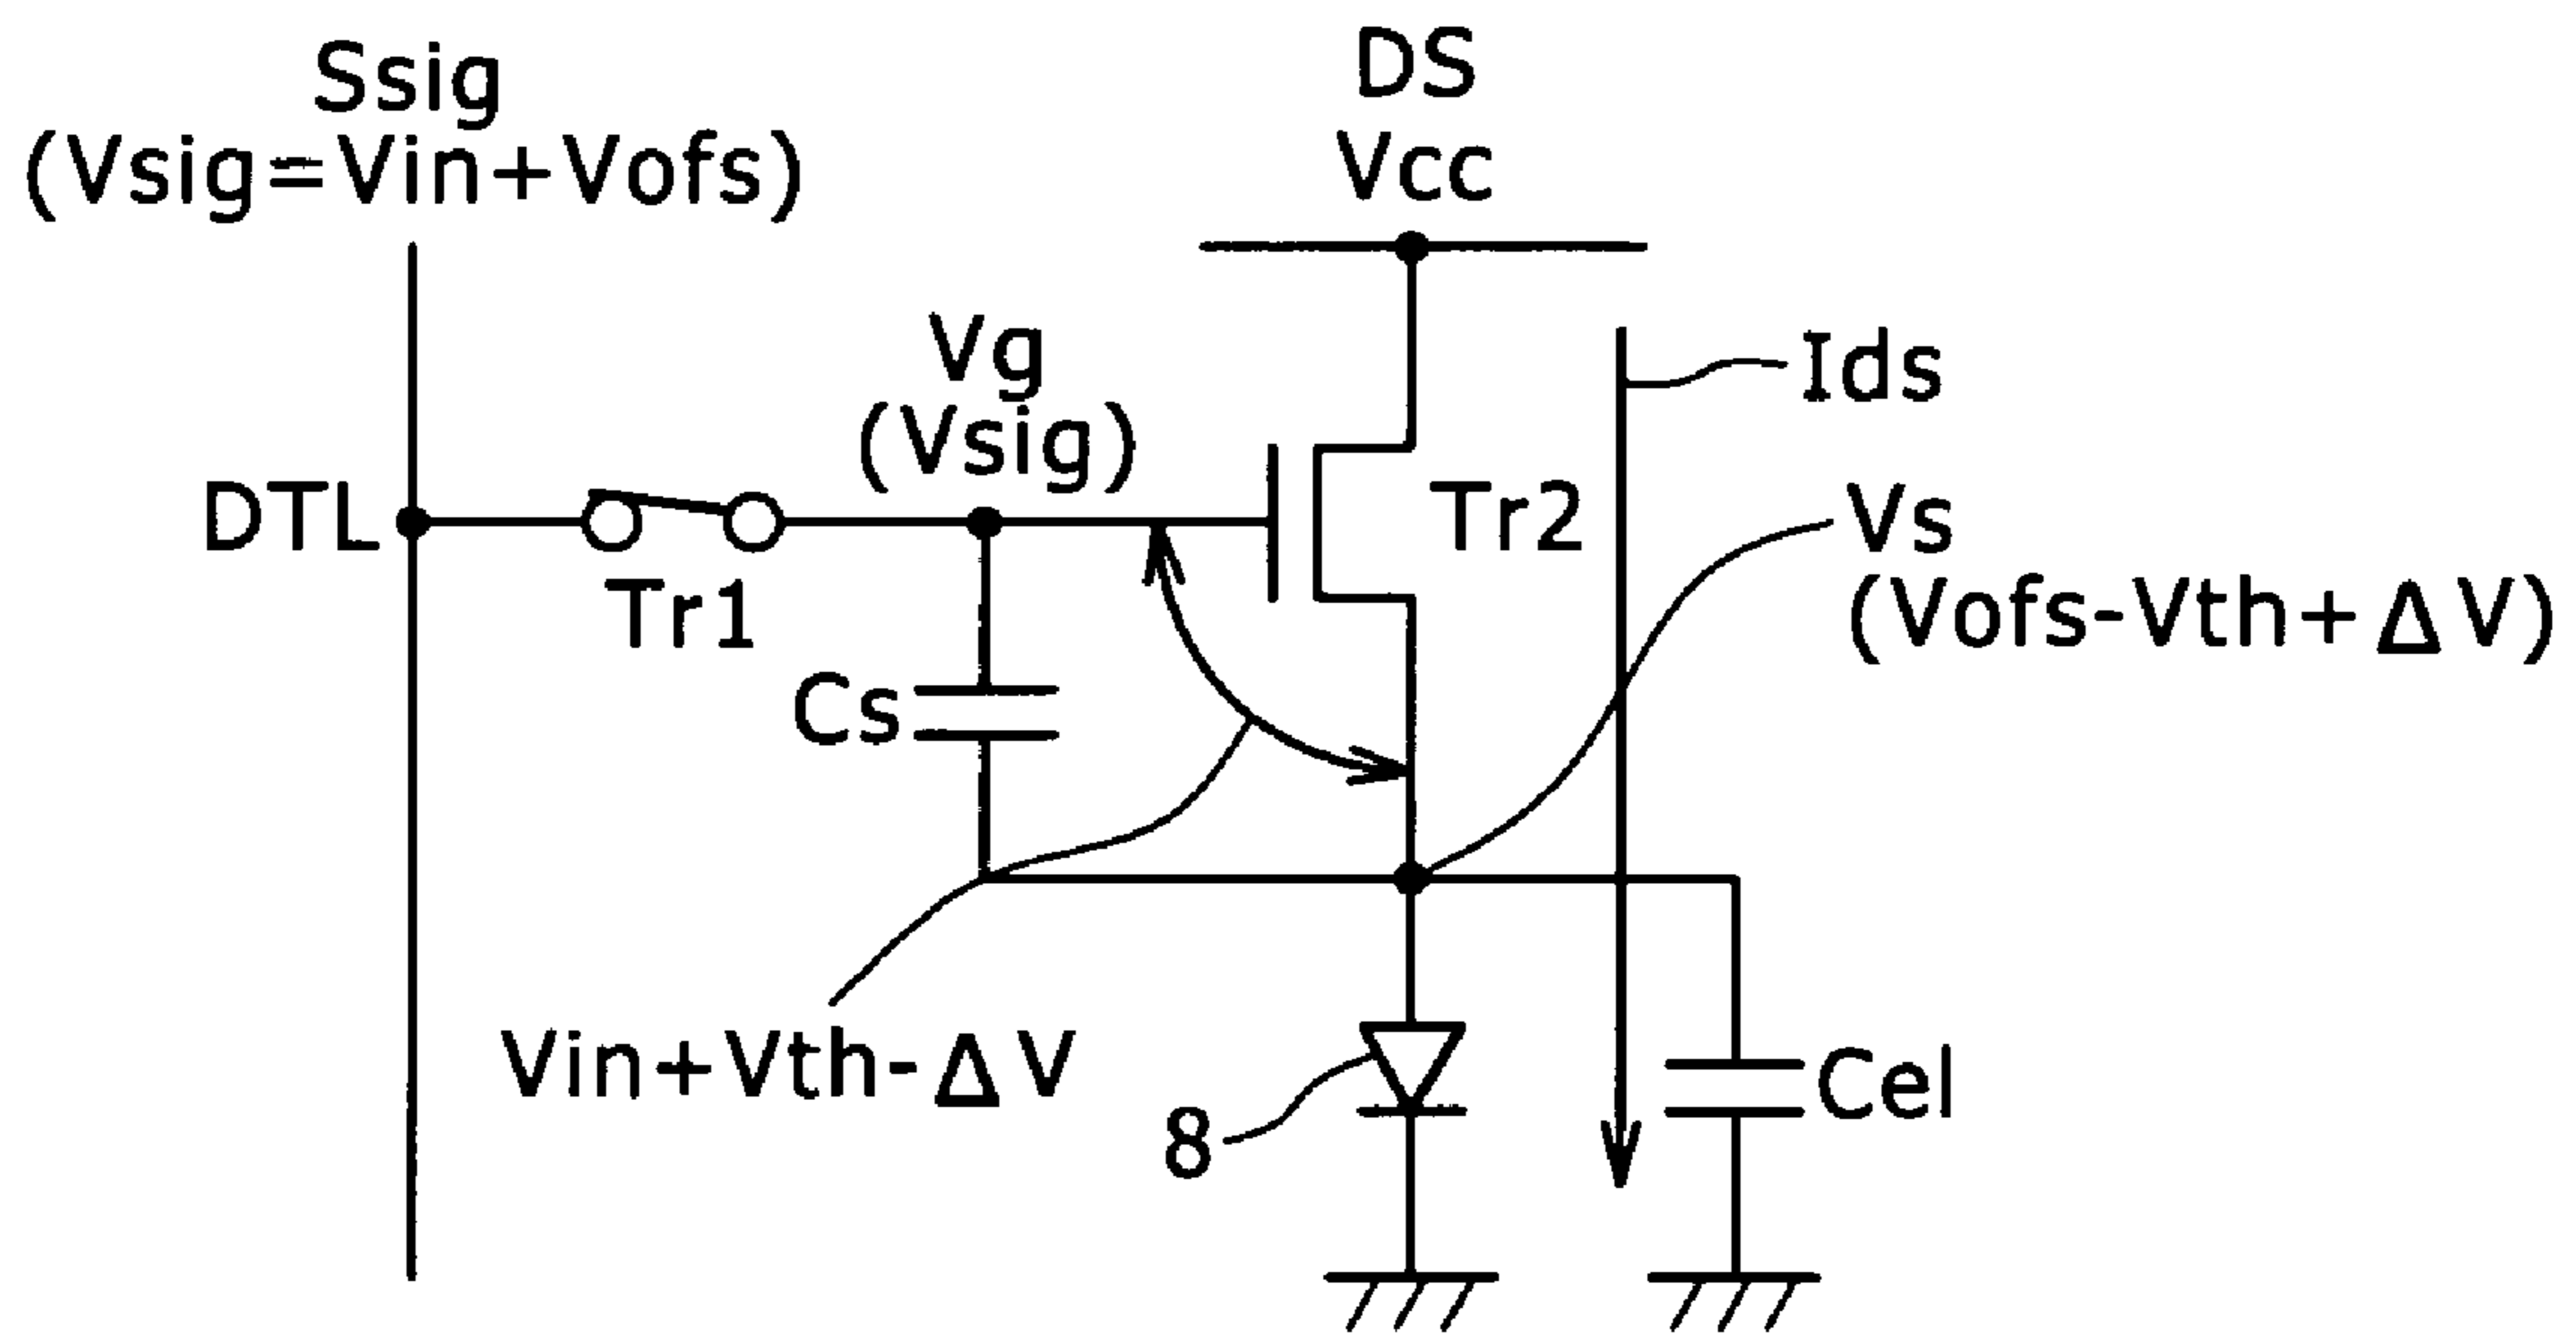 Ssig
(Vsig=Vin+Vofs)
DS
Vcc
Vg
(Vsig)
Ids
DTL
Tr1
Tr2
Vs
(Vofs-Vth+ΔV)
Cs
Vin+Vth-ΔV
8
Cel